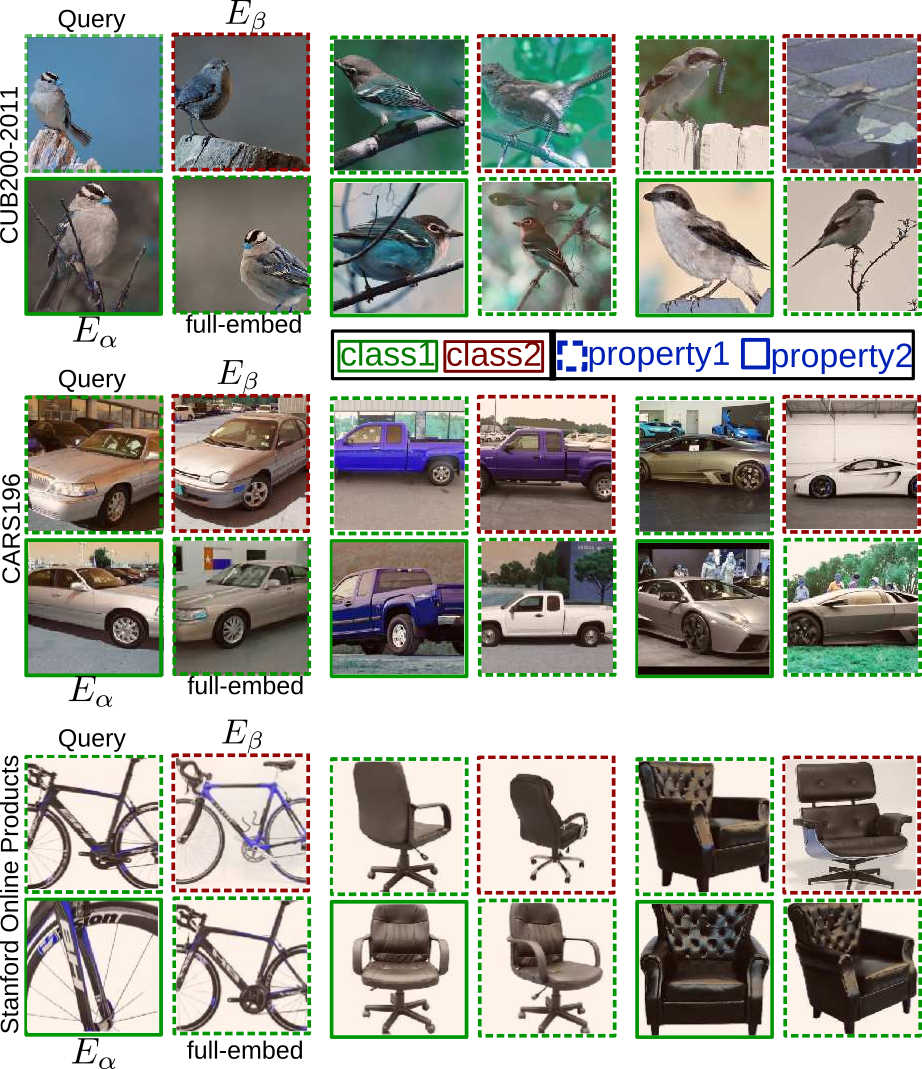 Query
E_β
CUB200-2011
E_α
full-embed
class1 class2 property1 property2
Query
E_β
CARS196
E_α
full-embed
Query
E_β
Stanford Online Products
sion
E_α
full-embed